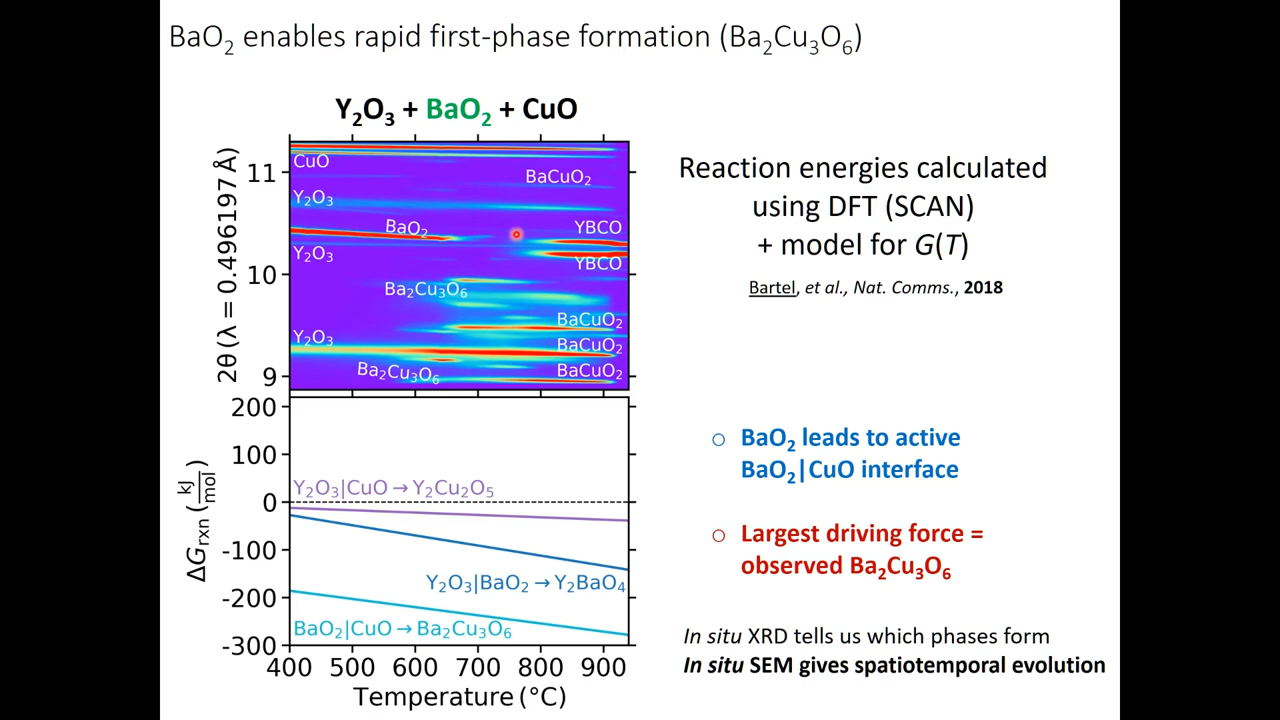 BaO₂ enables rapid first-phase formation (Ba₂Cu₃O₆)
Y₂O₃ + BaO₂ + CuO
2θ (λ = 0.496197 Å)
11
10
9
CuO
BaCuO₂
Y₂O₃
BaO₂
YBCO
Y₂O₃
YBCO
Ba₂Cu₃O₆
BaCuO₂
Y₂O₃
BaCuO₂
Ba₂Cu₃O₆
BaCuO₂
ΔGᵣₓₙ (kJ/mol)
200
100
0
-100
-200
-300
Y₂O₃|CuO → Y₂Cu₂O₅
Y₂O₃|BaO₂ → Y₂BaO₄
BaO₂|CuO → Ba₂Cu₃O₆
400 500 600 700 800 900
Temperature (°C)
Reaction energies calculated
using DFT (SCAN)
+ model for G(T)
Bartel, et al., Nat. Comms., 2018
○ BaO₂ leads to active
BaO₂|CuO interface
○ Largest driving force =
observed Ba₂Cu₃O₆
In situ XRD tells us which phases form
In situ SEM gives spatiotemporal evolution